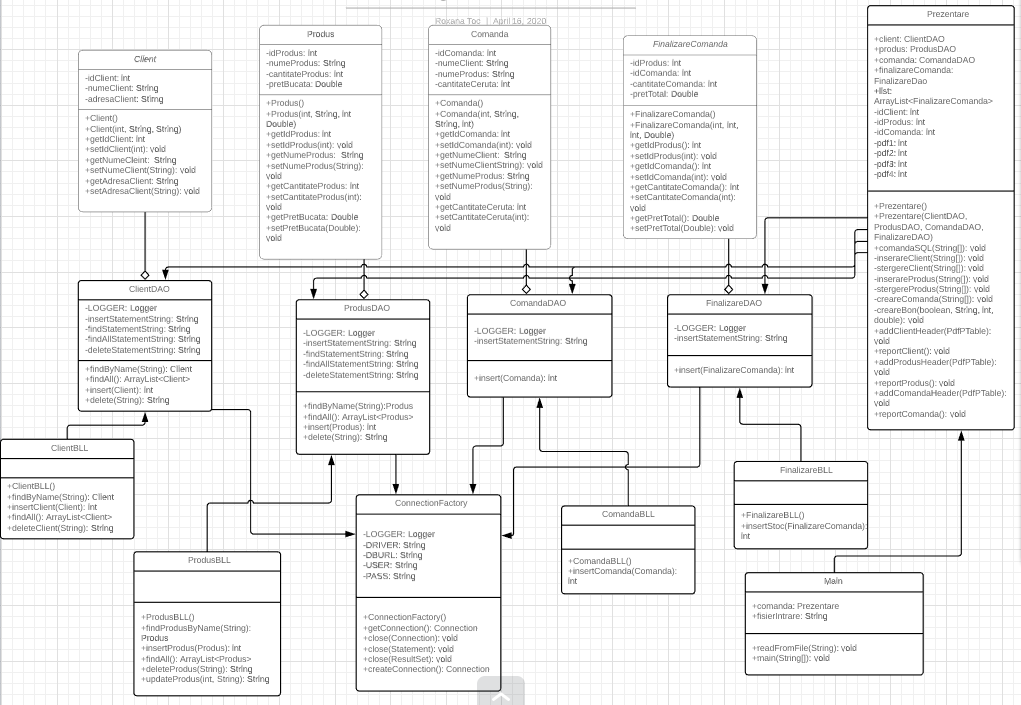 Roxana Toc | April 16, 2020
Client
-idClient: int
-numeClient: String
-adresaClient: String
+Client()
+Client(int, String, String)
+getIdClient: int
+setIdClient(int): void
+getNumeCleint: String
+setNumeClient(String): void
+getAdresaClient: String
+setAdresaClient(String): void
Produs
-idProdus: int
-numeProdus: String
-cantitateProdus: int
-pretBucata: Double
+Produs()
+Produs(int, String, int
Double)
+getIdProdus: int
+setIdProdus(int): void
+getNumeProdus: String
+setNumeProdus(String):
void
+getCantitateProdus: int
+setCantitateProdus(int):
void
+getPretBucata: Double
+setPretBucata(Double):
void
Comanda
-idComanda: int
-numeClient: String
-numeProdus: String
-cantitateCeruta: int
+Comanda()
+Comanda(int, String,
String, int)
+getIdComanda: int
+setIdComanda(int): void
+getNumeClient: String
+setNumeClientString): void
+getNumeProdus: String
+setNumeProdus(String):
void
+getCantitateCeruta: int
+setCantitateCeruta(int):
void
FinalizareComanda
-idProdus: int
-idComanda: int
-cantitateComanda: int
-pretTotal: Double
+FinalizareComanda()
+FinalizareComanda(int, int,
int, Double)
+getIdProdus(): int
+setIdProdus(int): void
+getIdComanda(): int
+setIdComanda(int): void
+getCantitateComanda(): int
+setCantitateComanda(int):
void
+getPretTotal(): Double
+setPretTotal(Double): void
Prezentare
+client: ClientDAO
+produs: ProdusDAO
+comanda: ComandaDAO
+finalizareComanda:
FinalizareDao
+list:
ArrayList<FinalizareComanda>
-idClient: int
-idProdus: int
-idComanda: int
-pdf1: int
-pdf2: int
-pdf3: int
-pdf4: int
+Prezentare()
+Prezentare(ClientDAO,
ProdusDAO, ComandaDAO,
FinalizareDAO)
+comandaSQL(String[]): void
-inserareClient(String[]): void
-stergereClient(String[]): void
-inserareProdus(String[]): void
-stergereProdus(String[]): void
-creareComanda(String[]): void
-creareBon(boolean, String, int,
double): void
+addClientHeader(PdfPTable):
void
+reportClient(): void
+addProdusHeader(PdfPTable):
void
+reportProdus(): void
+addComandaHeader(PdfPTable):
void
+reportComanda(): void
ClientDAO
-LOGGER: Logger
-insertStatementString: String
-findStatementString: String
-findAllStatementString: String
-deleteStatementString: String
+findByName(String): Client
+findAll(): ArrayList<Client>
+insert(Client): int
+delete(String): String
ProdusDAO
-LOGGER: Logger
-insertStatementString: String
-findStatementString: String
-findAllStatementString: String
-deleteStatementString: String
+findByName(String):Produs
+findAll(): ArrayList<Produs>
+insert(Produs): int
+delete(String): String
ComandaDAO
-LOGGER: Logger
-insertStatementString: String
+insert(Comanda): int
FinalizareDAO
-LOGGER: Logger
-insertStatementString: String
+insert(FinalizareComanda): int
ClientBLL
+ClientBLL()
+findByName(String): Client
+insertClient(Client): int
+findAll(): ArrayList<Client>
+deleteClient(String): String
ProdusBLL
+ProdusBLL()
+findProdusByName(String):
Produs
+insertProdus(Produs): int
+findAll(): ArrayList<Produs>
+deleteProdus(String): String
+updateProdus(int, String): String
ConnectionFactory
-LOGGER: Logger
-DRIVER: String
-DBURL: String
-USER: String
-PASS: String
+ConnectionFactory()
+getConnection(): Connection
+close(Connection): void
+close(Statement): void
+close(ResultSet): void
+createConnection(): Connection
ComandaBLL
+ComandaBLL()
+insertComanda(Comanda):
int
FinalizareBLL
+FinalizareBLL()
+insertStoc(FinalizareComanda):
int
Main
+comanda: Prezentare
+fisierIntrare: String
+readFromFile(String): void
+main(String[]): void